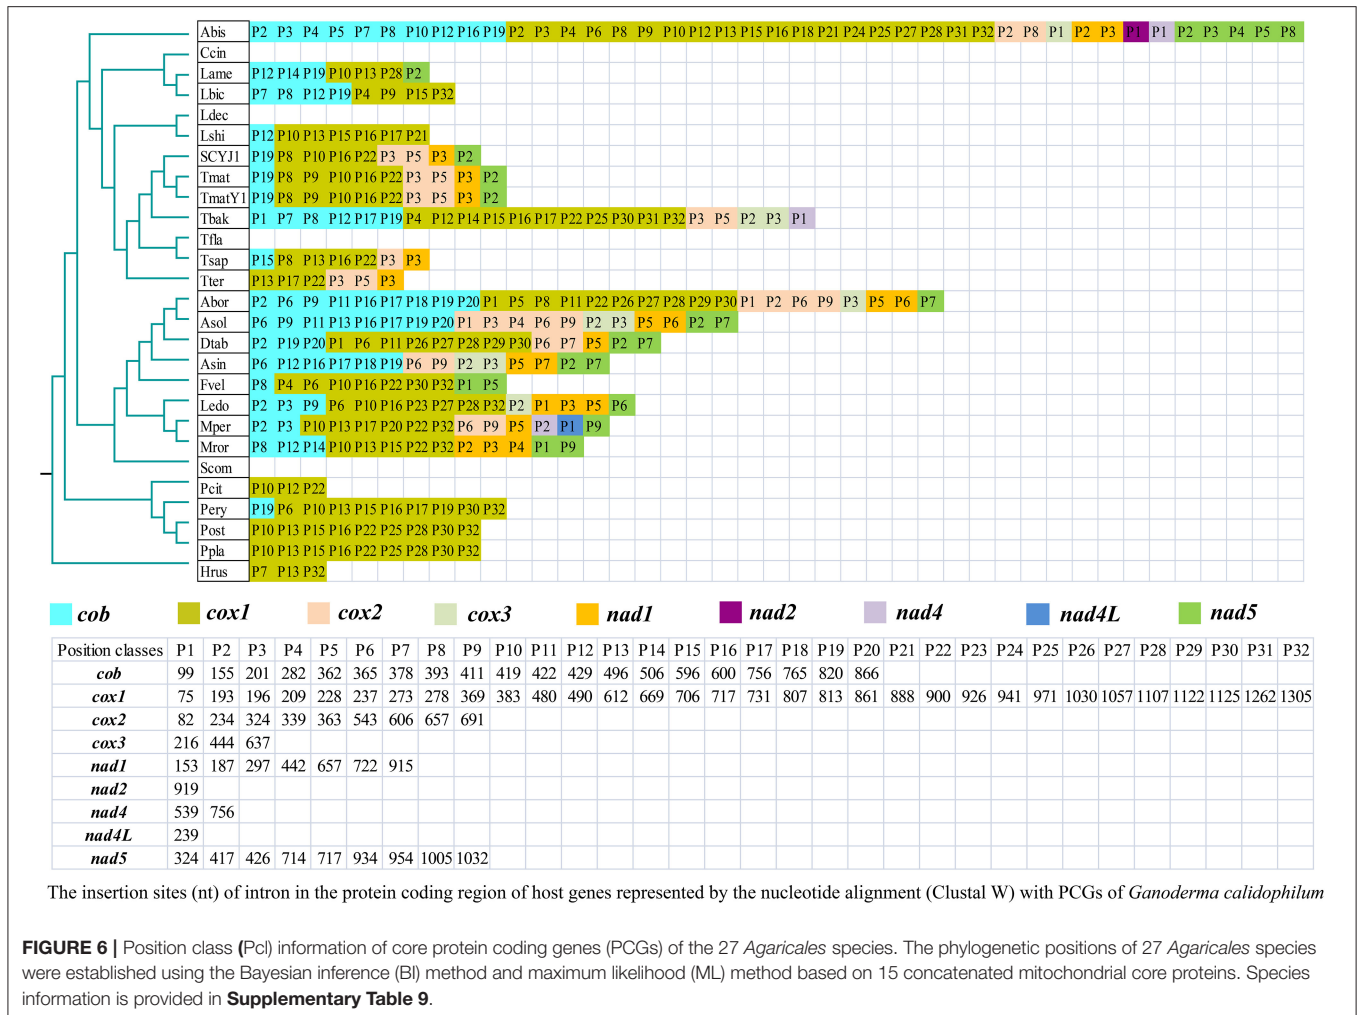 Abis P2 P3 P4 P5 P7 P8 P10 P12 P16 P19 P2 P3 P4 P6 P8 P9 P10 P12 P13 P15 P16 P18 P21 P24 P25 P27 P28 P31 P32 P2 P8 P1 P2 P3 P1 P1 P2 P3 P4 P5 P8
Ccin
Lame P12 P14 P19 P10 P13 P28 P2
Lbic P7 P8 P12 P19 P4 P9 P15 P32
Ldec
Lshi P12 P10 P13 P15 P16 P17 P21
SCYJ1 P19 P8 P10 P16 P22 P3 P5 P3 P2
Tmat P19 P8 P9 P10 P16 P22 P3 P5 P3 P2
TmatY1 P19 P8 P9 P10 P16 P22 P3 P5 P3 P2
Tbak P1 P7 P8 P12 P17 P19 P4 P12 P14 P15 P16 P17 P22 P25 P30 P31 P32 P3 P5 P2 P3 P1
Tfla
Tsap P15 P8 P13 P16 P22 P3 P3
Tter P13 P17 P22 P3 P5 P3
Abor P2 P6 P9 P11 P16 P17 P18 P19 P20 P1 P5 P8 P11 P22 P26 P27 P28 P29 P30 P1 P2 P6 P9 P3 P5 P6 P7
Asol P6 P9 P11 P13 P16 P17 P19 P20 P1 P3 P4 P6 P9 P2 P3 P5 P6 P2 P7
Dtab P2 P19 P20 P1 P6 P11 P26 P27 P28 P29 P30 P6 P7 P5 P2 P7
Asin P6 P12 P16 P17 P18 P19 P6 P9 P2 P3 P5 P7 P2 P7
Fvel P8 P4 P6 P10 P16 P22 P30 P32 P1 P5
Ledo P2 P3 P9 P6 P10 P16 P23 P27 P28 P32 P2 P1 P3 P5 P6
Mper P2 P3 P10 P13 P17 P20 P22 P32 P6 P9 P5 P2 P1 P9
Mror P8 P12 P14 P10 P13 P15 P22 P32 P2 P3 P4 P1 P9
Scom
Pcit P10 P12 P22
Pery P19 P6 P10 P13 P15 P16 P17 P19 P30 P32
Post P10 P13 P15 P16 P22 P25 P28 P30 P32
Ppla P10 P13 P15 P16 P22 P25 P28 P30 P32
Hrus P7 P13 P32
cob cox1 cox2 cox3 nad1 nad2 nad4 nad4L nad5
Position classes P1 P2 P3 P4 P5 P6 P7 P8 P9 P10 P11 P12 P13 P14 P15 P16 P17 P18 P19 P20 P21 P22 P23 P24 P25 P26 P27 P28 P29 P30 P31 P32
cob 99 155 201 282 362 365 378 393 411 419 422 429 496 506 596 600 756 765 820 866
cox1 75 193 196 209 228 237 273 278 369 383 480 490 612 669 706 717 731 807 813 861 888 900 926 941 971 1030 1057 1107 1122 1125 1262 1305
cox2 82 234 324 339 363 543 606 657 691
cox3 216 444 637
nad1 153 187 297 442 657 722 915
nad2 919
nad4 539 756
nad4L 239
nad5 324 417 426 714 717 934 954 1005 1032
The insertion sites (nt) of intron in the protein coding region of host genes represented by the nucleotide alignment (Clustal W) with PCGs of Ganoderma calidophilum
FIGURE 6 | Position class (Pcl) information of core protein coding genes (PCGs) of the 27 Agaricales species. The phylogenetic positions of 27 Agaricales species
were established using the Bayesian inference (BI) method and maximum likelihood (ML) method based on 15 concatenated mitochondrial core proteins. Species
information is provided in Supplementary Table 9.